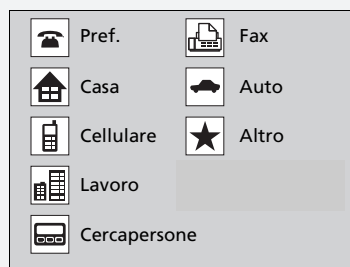 Pref.
Fax
Casa
Auto
Cellulare
Altro
Lavoro
Cercapersone